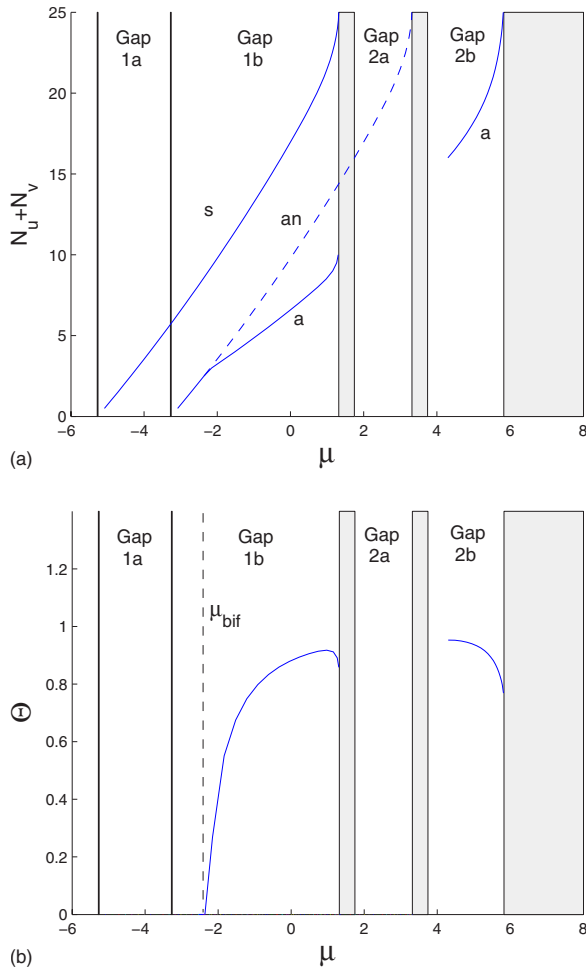 25
20
15
10
5
0
N_u+N_v
Gap
1a
Gap
1b
Gap
2a
Gap
2b
s
an
a
a
−6
−4
−2
0
2
4
6
8
μ
(a)
1.2
1
0.8
0.6
0.4
0.2
0
Θ
Gap
1a
Gap
1b
Gap
2a
Gap
2b
μ_bif
−6
−4
−2
0
2
4
6
8
μ
(b)